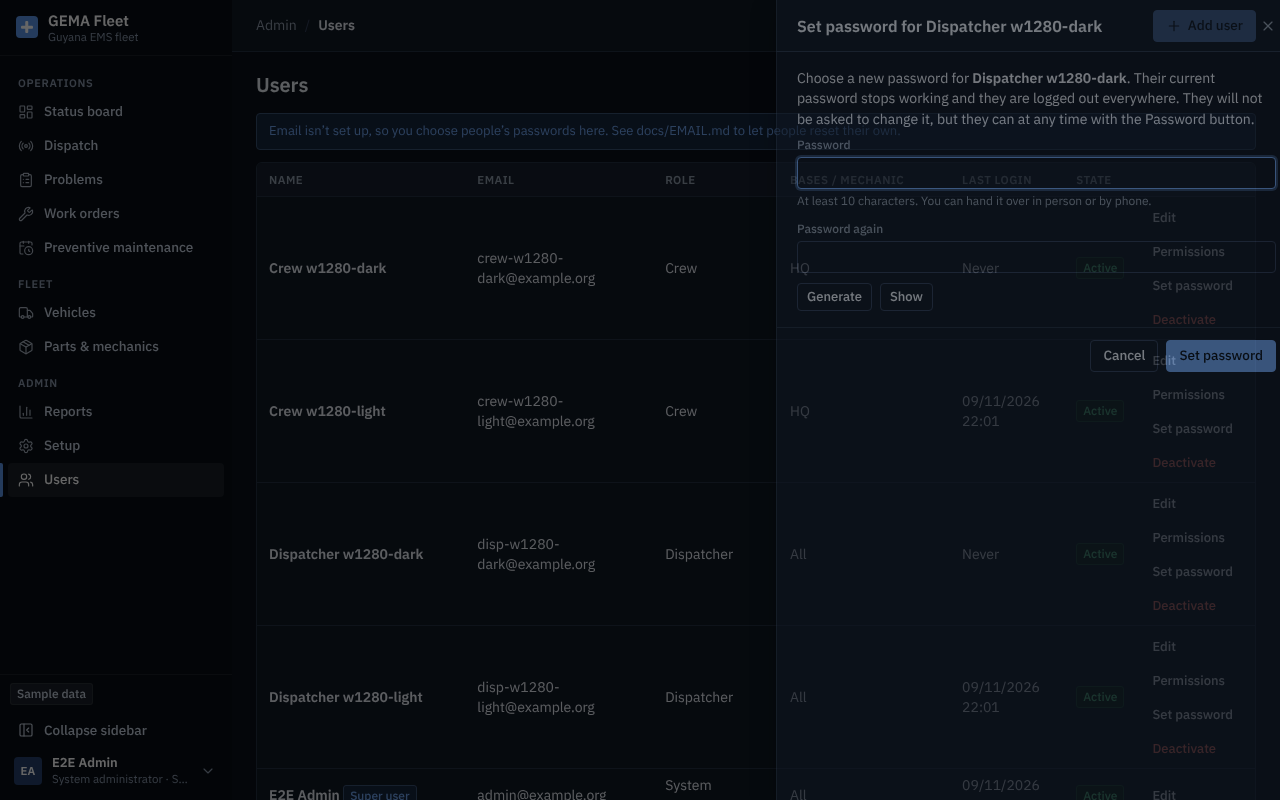 GEMA Fleet
Guyana EMS fleet
OPERATIONS
Status board
Dispatch
Problems
Work orders
Preventive maintenance
FLEET
Vehicles
Parts & mechanics
ADMIN
Reports
Setup
Users
Sample data
Collapse sidebar
EA
E2E Admin
System administrator · S...
Admin / Users
Users
Email isn't set up, so you choose people's passwords here. See docs/EMAIL.md to let people reset their own.
NAME EMAIL ROLE BASES / MECHANIC LAST LOGIN STATE
Crew w1280-dark crew-w1280-
dark@example.org Crew HQ Never Active
Edit
Permissions
Set password
Deactivate
Crew w1280-light crew-w1280-
light@example.org Crew HQ 09/11/2026
22:01 Active
Edit
Permissions
Set password
Deactivate
Dispatcher w1280-dark disp-w1280-
dark@example.org Dispatcher All Never Active
Edit
Permissions
Set password
Deactivate
Dispatcher w1280-light disp-w1280-
light@example.org Dispatcher All 09/11/2026
22:01 Active
Edit
Permissions
Set password
Deactivate
E2E Admin Super user admin@example.org System All 09/11/2026 Active Edit
Set password for Dispatcher w1280-dark
Add user
Choose a new password for Dispatcher w1280-dark. Their current
password stops working and they are logged out everywhere. They will not
be asked to change it, but they can at any time with the Password button.
Password
At least 10 characters. You can hand it over in person or by phone.
Password again
Generate Show
Cancel Set password